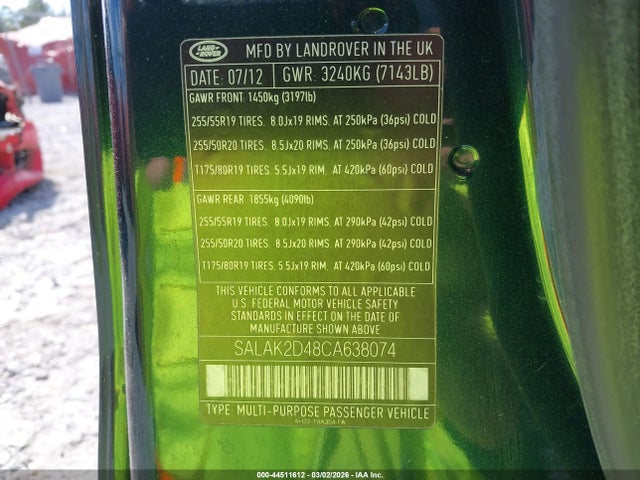 LAND ROVER
MFD BY LANDROVER IN THE UK
DATE: 07/12 GWR: 3240KG (7143LB)
GAWR FRONT: 1450kg (3197lb)
255/55R19 TIRES. 8.0Jx19 RIMS. AT 250kPa (36psi) COLD
255/50R20 TIRES. 8.5Jx20 RIMS. AT 250kPa (36psi) COLD
T175/80R19 TIRES. 5.5Jx19 RIM. AT 420kPa (60psi) COLD
GAWR REAR: 1855kg (4090lb)
255/55R19 TIRES. 8.0Jx19 RIMS. AT 290kPa (42psi) COLD
255/50R20 TIRES. 8.5Jx20 RIMS. AT 290kPa (42psi) COLD
T175/80R19 TIRES. 5.5Jx19 RIM. AT 420kPa (60psi) COLD
THIS VEHICLE CONFORMS TO ALL APPLICABLE
U.S. FEDERAL MOTOR VEHICLE SAFETY
STANDARDS IN EFFECT ON THE DATE OF
MANUFACTURE SHOWN ABOVE
SALAK2D48CA638074
TYPE: MULTI-PURPOSE PASSENGER VEHICLE
AH22-19A354-FA
000-44511612 - 03/02/2026 - IAA Inc.